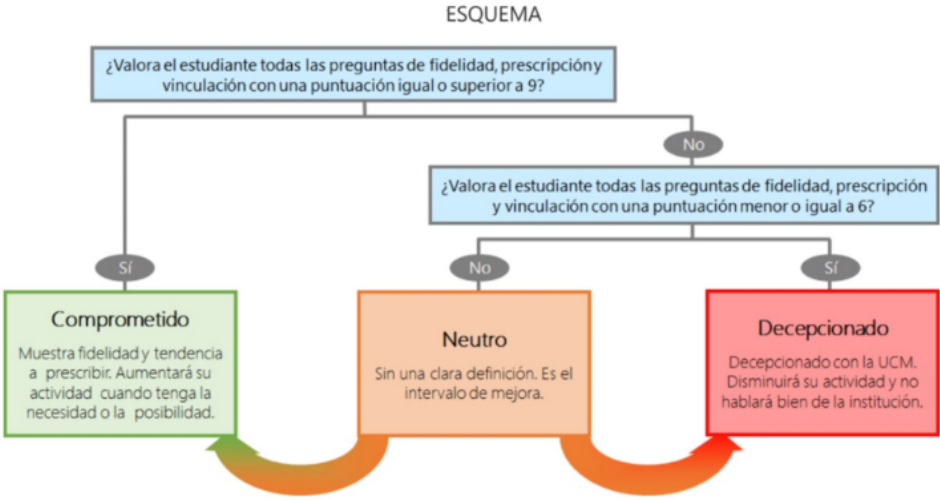 ESQUEMA
¿Valora el estudiante todas las preguntas de fidelidad, prescripción y
vinculación con una puntuación igual o superior a 9?
No
¿Valora el estudiante todas las preguntas de fidelidad, prescripción
y vinculación con una puntuación menor o igual a 6?
Sí
No
Sí
Comprometido
Muestra fidelidad y tendencia
a prescribir. Aumentará su
actividad cuando tenga la
necesidad o la posibilidad.
Neutro
Sin una clara definición. Es el
intervalo de mejora.
Decepcionado
Decepcionado con la UCM.
Disminuirá su actividad y no
hablará bien de la institución.